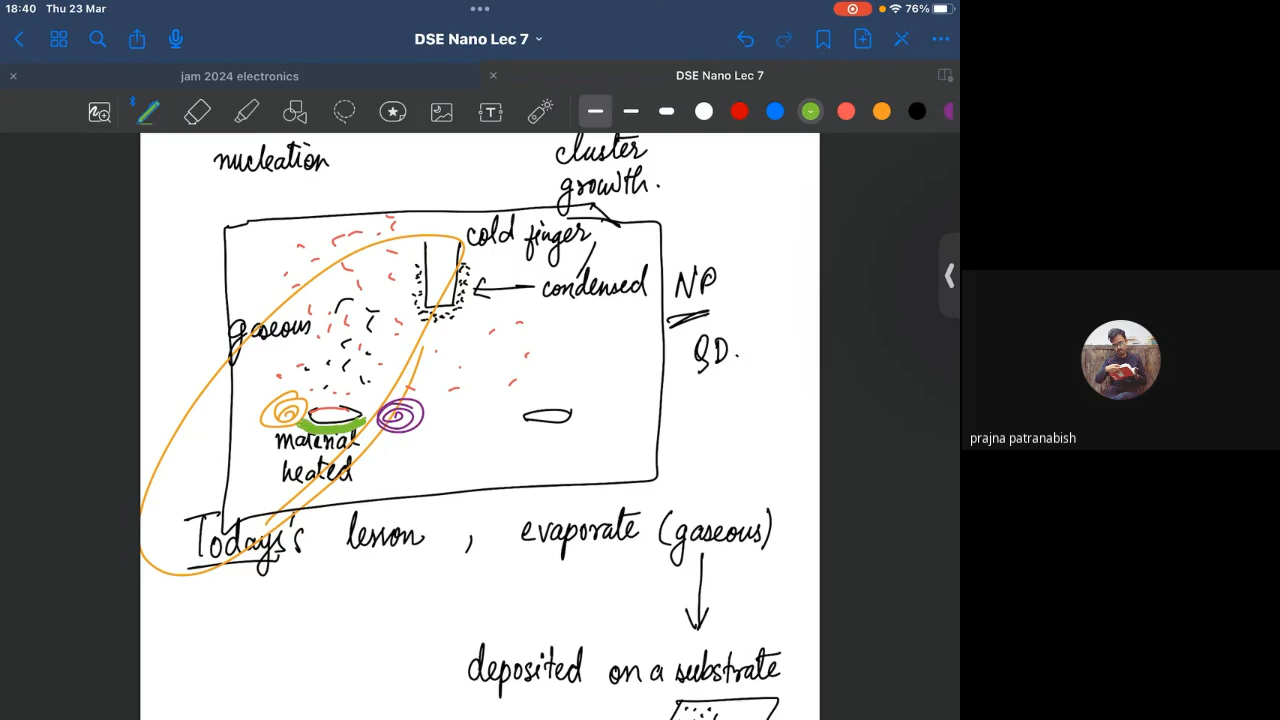 18:40 Thu 23 Mar
76%
DSE Nano Lec 7
jam 2024 electronics
DSE Nano Lec 7
nucleation
cluster
growth.
cold finger
condensed
NP
QD.
gaseous
material
heated
Today's lesson, evaporate (gaseous)
deposited on a substrate
prajna patranabish